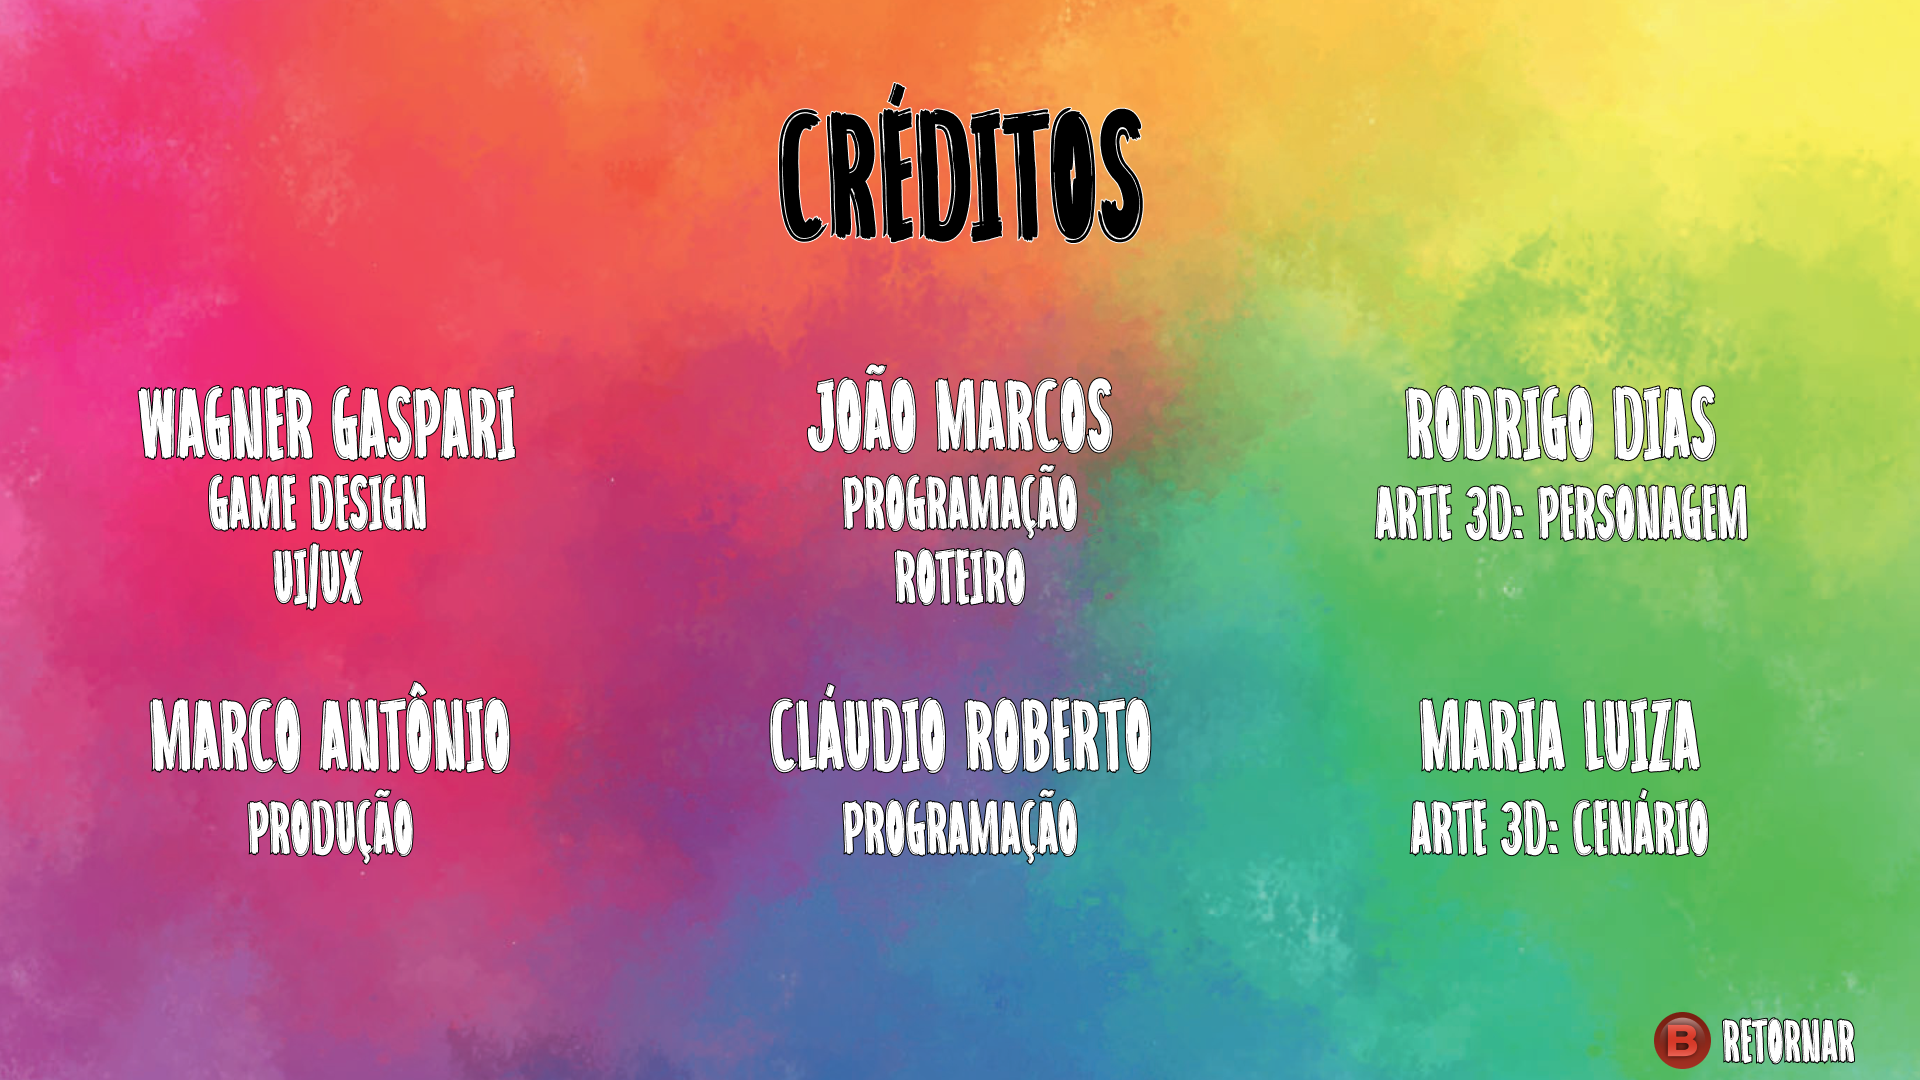 CRÉDITOS
WAGNER GASPARI
GAME DESIGN
UI/UX
JOÃO MARCOS
PROGRAMAÇÃO
ROTEIRO
RODRIGO DIAS
ARTE 3D: PERSONAGEM
MARCO ANTÔNIO
PRODUÇÃO
CLÁUDIO ROBERTO
PROGRAMAÇÃO
MARIA LUIZA
ARTE 3D: CENÁRIO
B RETORNAR